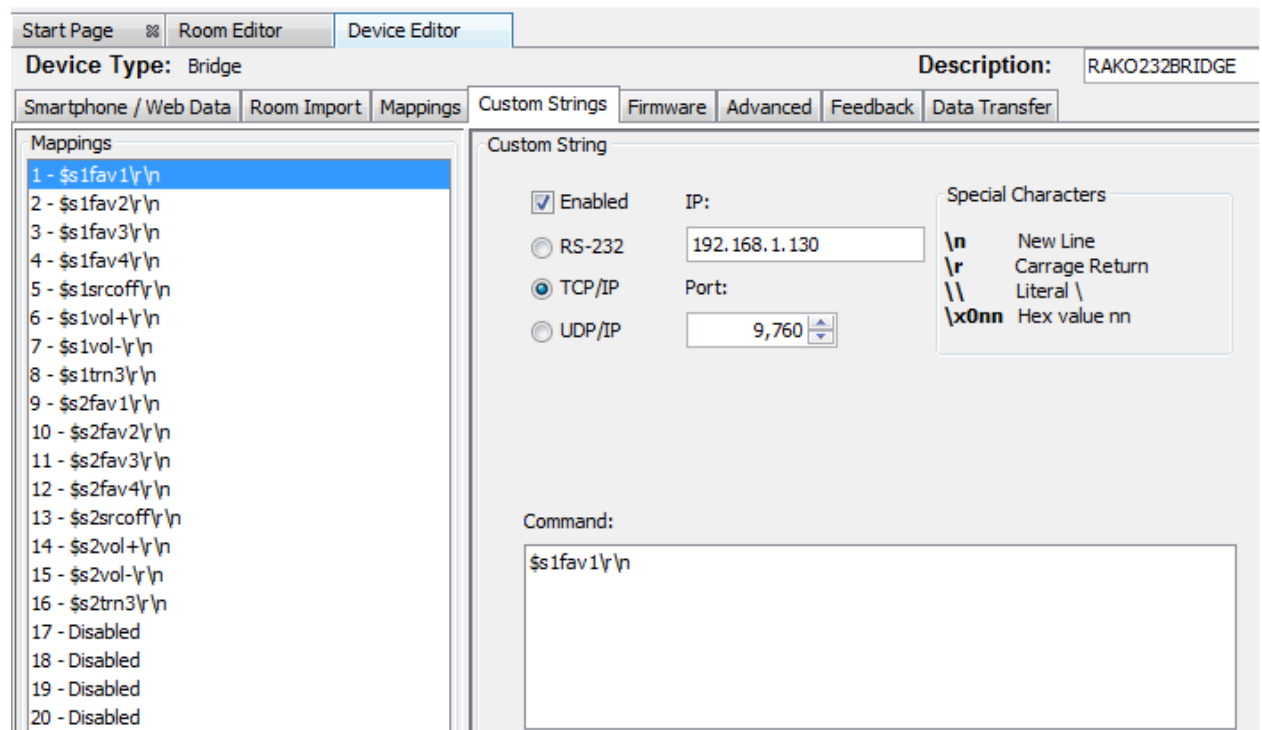 Start Page Room Editor Device Editor
Device Type: Bridge Description: RAKO232BRIDGE
Smartphone / Web Data Room Import Mappings Custom Strings Firmware Advanced Feedback Data Transfer
Mappings
1 - $s1fav1\r\n
2 - $s1fav2\r\n
3 - $s1fav3\r\n
4 - $s1fav4\r\n
5 - $s1srcoff\r\n
6 - $s1vol+\r\n
7 - $s1vol-\r\n
8 - $s1trn3\r\n
9 - $s2fav1\r\n
10 - $s2fav2\r\n
11 - $s2fav3\r\n
12 - $s2fav4\r\n
13 - $s2srcoff\r\n
14 - $s2vol+\r\n
15 - $s2vol-\r\n
16 - $s2trn3\r\n
17 - Disabled
18 - Disabled
19 - Disabled
20 - Disabled
Custom String
Enabled IP:
RS-232 192.168.1.130
TCP/IP Port:
UDP/IP 9,760
Special Characters
\n New Line
\r Carrage Return
\\ Literal \
\x0nn Hex value nn
Command:
$s1fav1\r\n